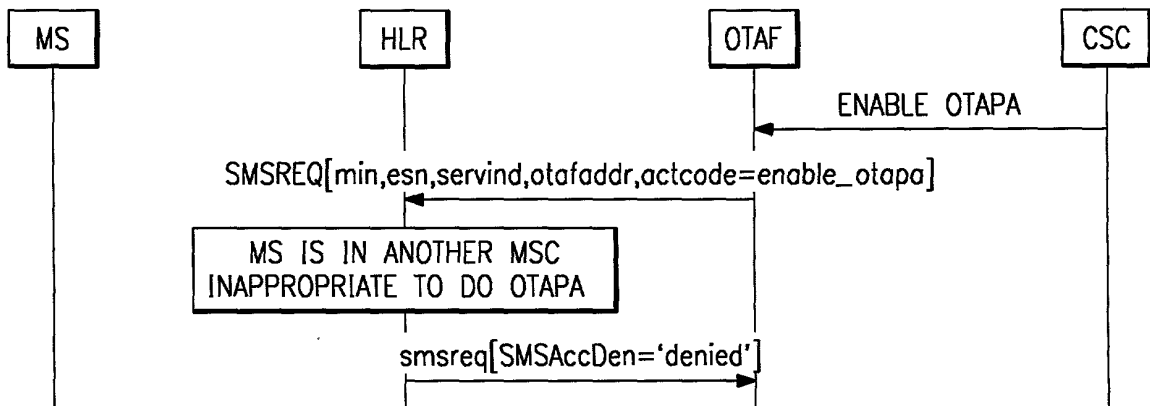 MS
HLR
OTAF
CSC
ENABLE OTAPA
SMSREQ[min,esn,servind,otafaddr,actcode=enable_otapa]
MS IS IN ANOTHER MSC
INAPPROPRIATE TO DO OTAPA
smsreq[SMSAccDen=‘denied’]